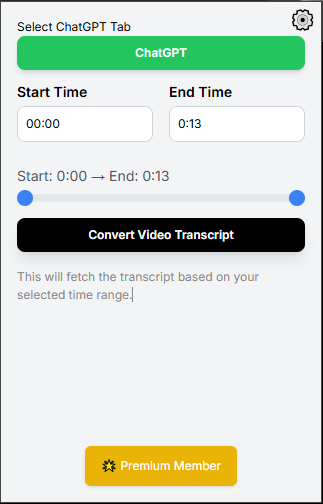 Select ChatGPT Tab
ChatGPT
Start Time
End Time
00:00
0:13
Start: 0:00 → End: 0:13
Convert Video Transcript
This will fetch the transcript based on your
selected time range.
Premium Member